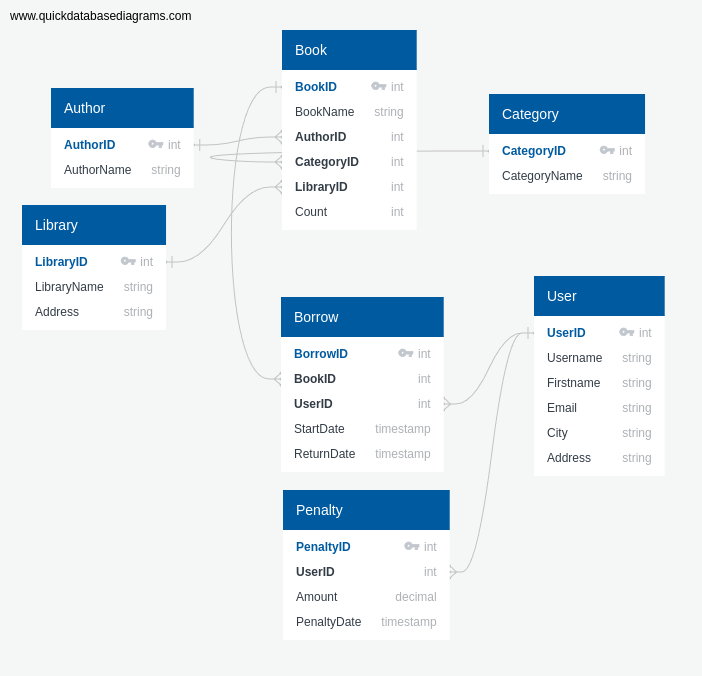 www.quickdatabasediagrams.com
Book
BookID int
BookName string
AuthorID int
CategoryID int
LibraryID int
Count int
Author
AuthorID int
AuthorName string
Category
CategoryID int
CategoryName string
Library
LibraryID int
LibraryName string
Address string
Borrow
BorrowID int
BookID int
UserID int
StartDate timestamp
ReturnDate timestamp
User
UserID int
Username string
Firstname string
Email string
City string
Address string
Penalty
PenaltyID int
UserID int
Amount decimal
PenaltyDate timestamp